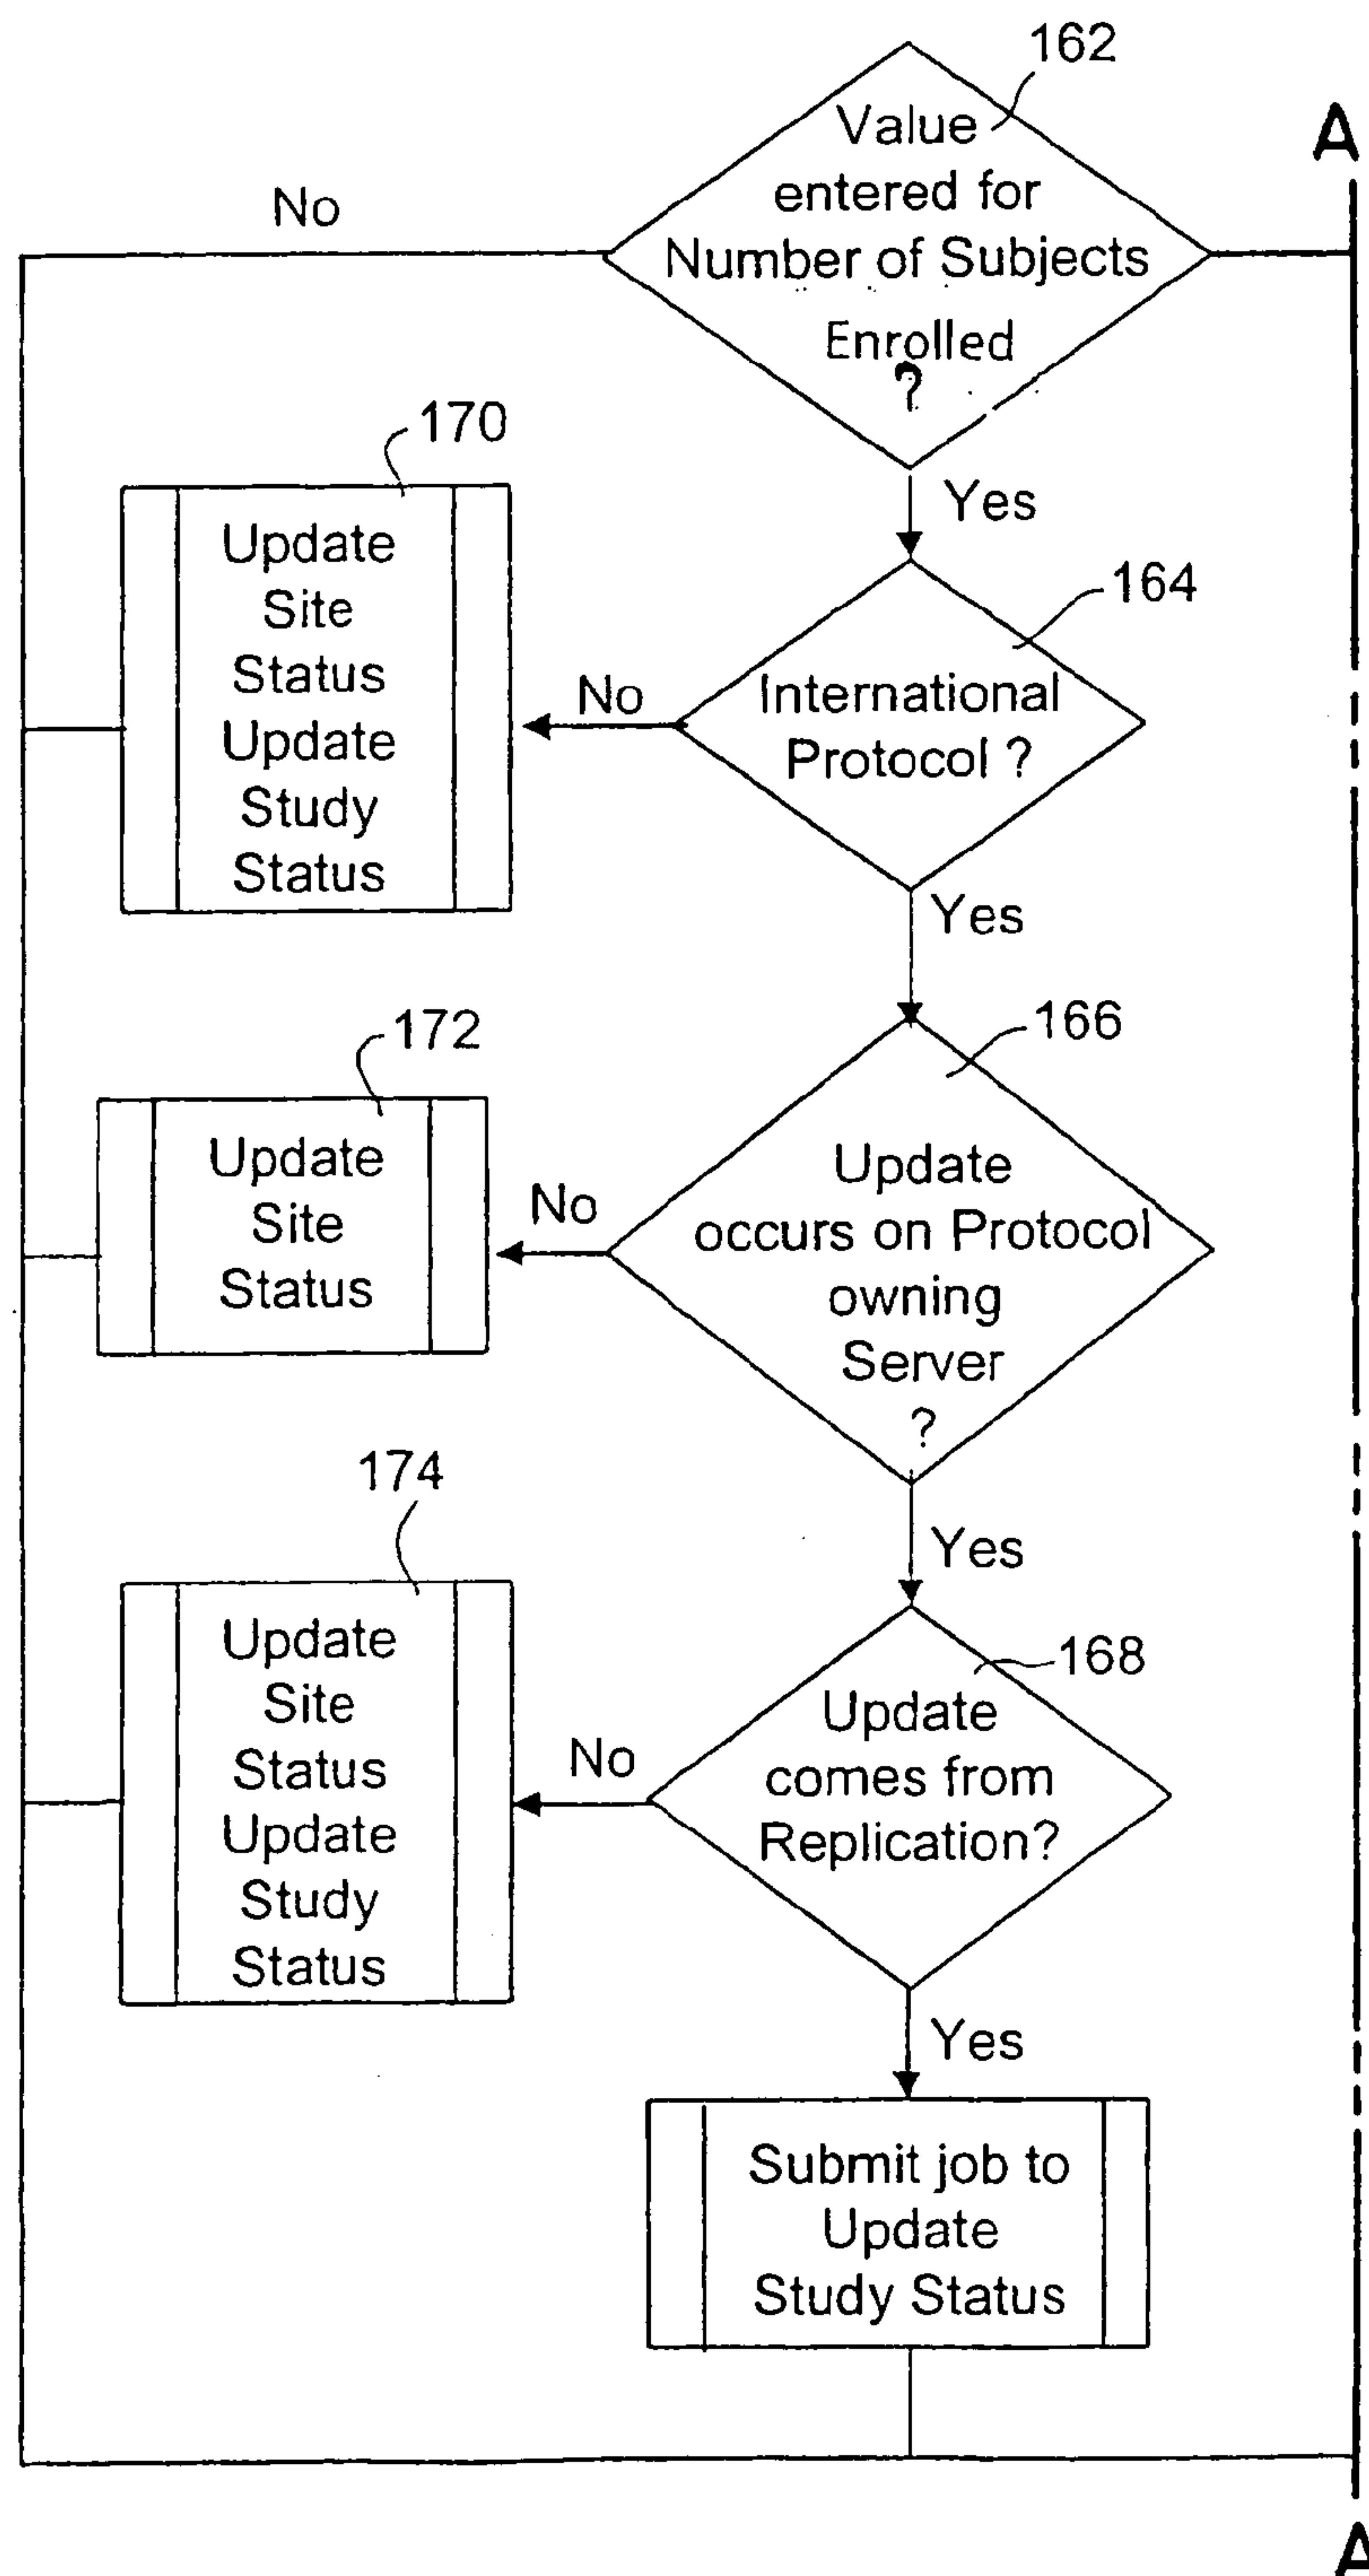 162
A
Value
entered for
Number of Subjects
Enrolled
?
No
Yes
170
Update
Site
Status
Update
Study
Status
No
164
International
Protocol ?
Yes
172
Update
Site
Status
No
166
Update
occurs on Protocol
owning
Server
?
Yes
174
Update
Site
Status
Update
Study
Status
No
168
Update
comes from
Replication?
Yes
Submit job to
Update
Study Status
A